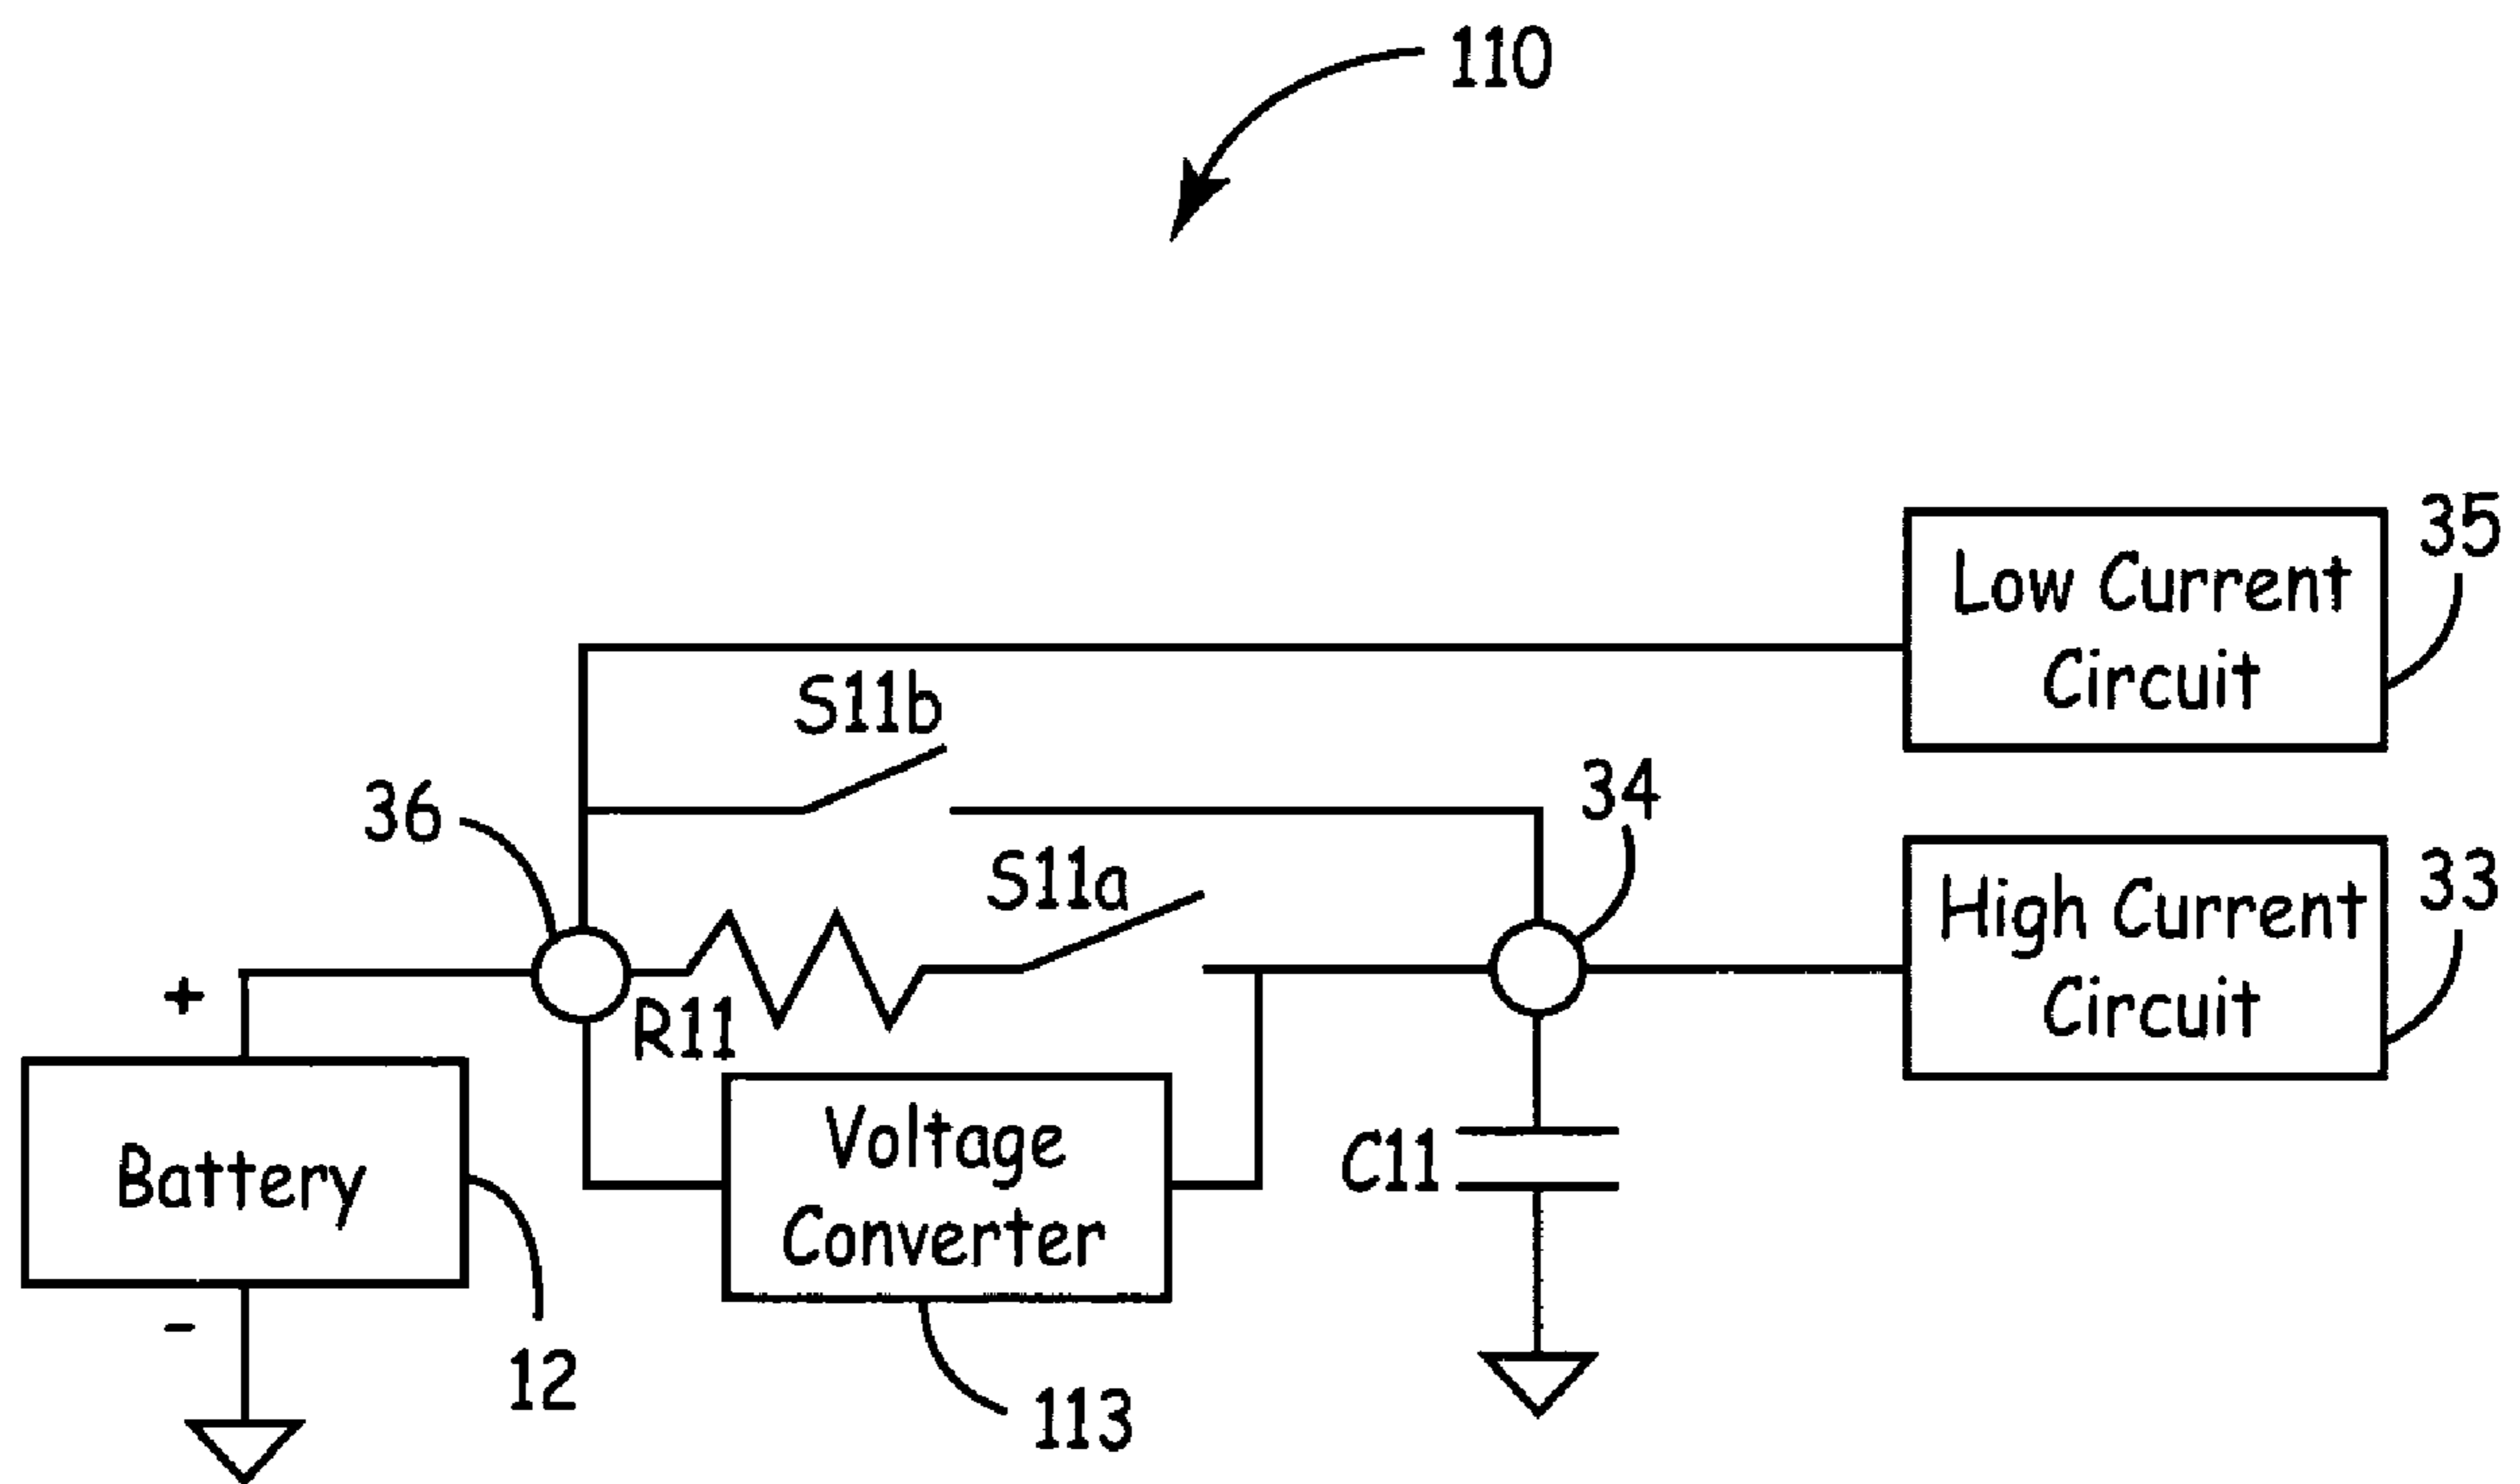 110
35
Low Current
Circuit
S11b
36
34
S11a
33
High Current
Circuit
+
R11
Battery
Voltage
Converter
C11
-
12
113